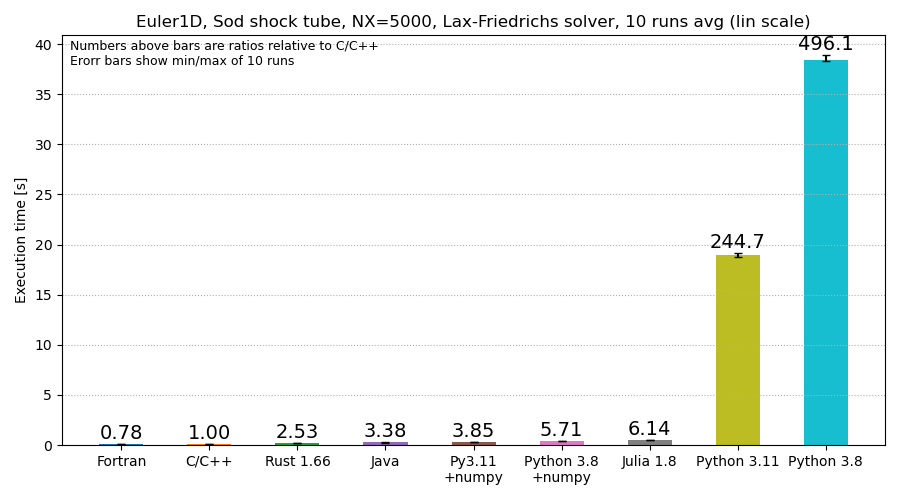 Euler1D, Sod shock tube, NX=5000, Lax-Friedrichs solver, 10 runs avg (lin scale)
Numbers above bars are ratios relative to C/C++
Erorr bars show min/max of 10 runs
Execution time [s]
40
35
30
25
20
15
10
5
0
0.78
1.00
2.53
3.38
3.85
5.71
6.14
244.7
496.1
Fortran
C/C++
Rust 1.66
Java
Py3.11
+numpy
Python 3.8
+numpy
Julia 1.8
Python 3.11
Python 3.8